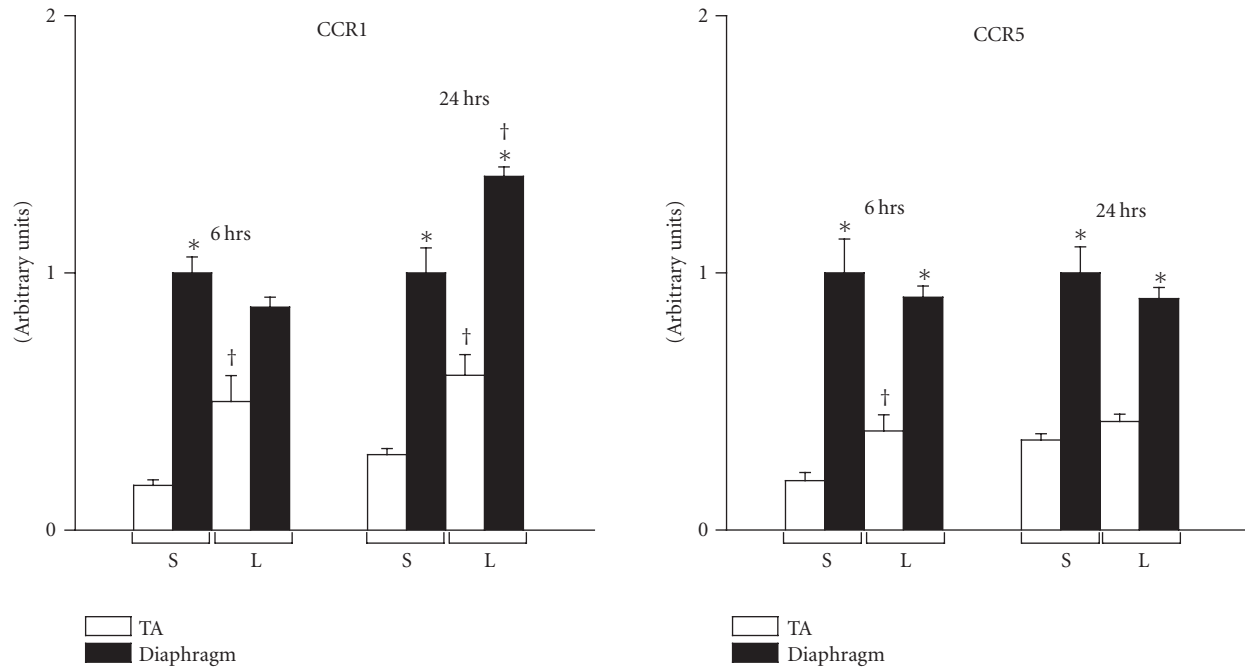 CCR1
2
1
0
(Arbitrary units)
6 hrs
24 hrs
*
†
*
†
†
*
S
L
S
L
TA
Diaphragm
CCR5
2
1
0
(Arbitrary units)
6 hrs
24 hrs
*
†
*
*
*
S
L
S
L
TA
Diaphragm